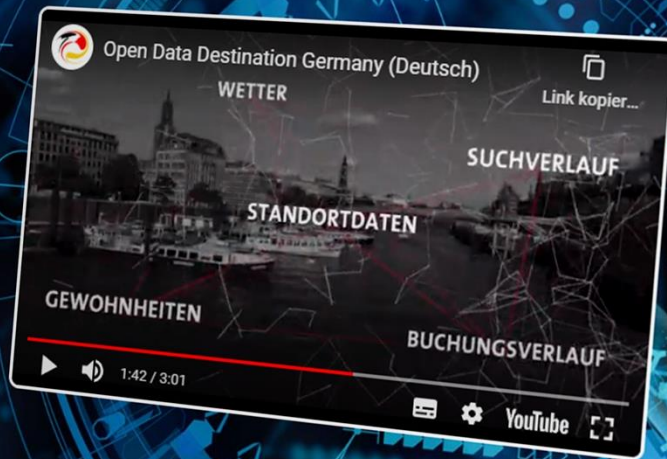 Open Data Destination Germany (Deutsch)
Link kopier...
WETTER
SUCHVERLAUF
STANDORTDATEN
GEWOHNHEITEN
BUCHUNGSVERLAUF
1:42 / 3:01
YouTube